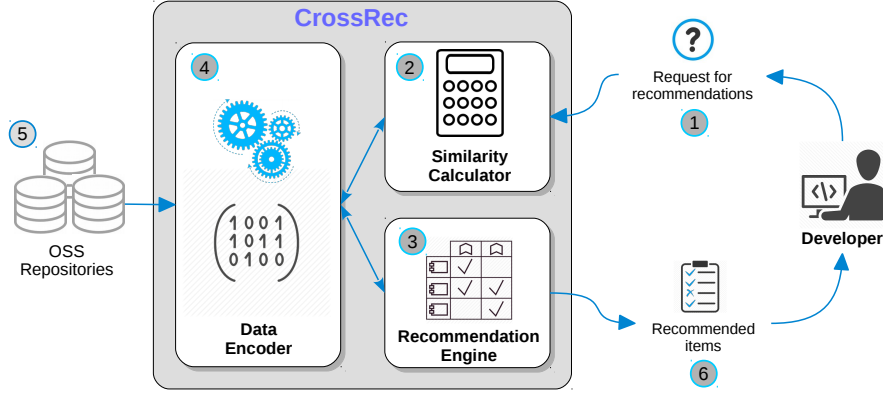 CrossRec
4
2
Similarity
Calculator
?
Request for
recommendations
1
5
OSS
Repositories
1 0 0 1
1 0 1 1
0 1 0 0
Data
Encoder
3
Recommendation
Engine
</>
Developer
Recommended
items
6